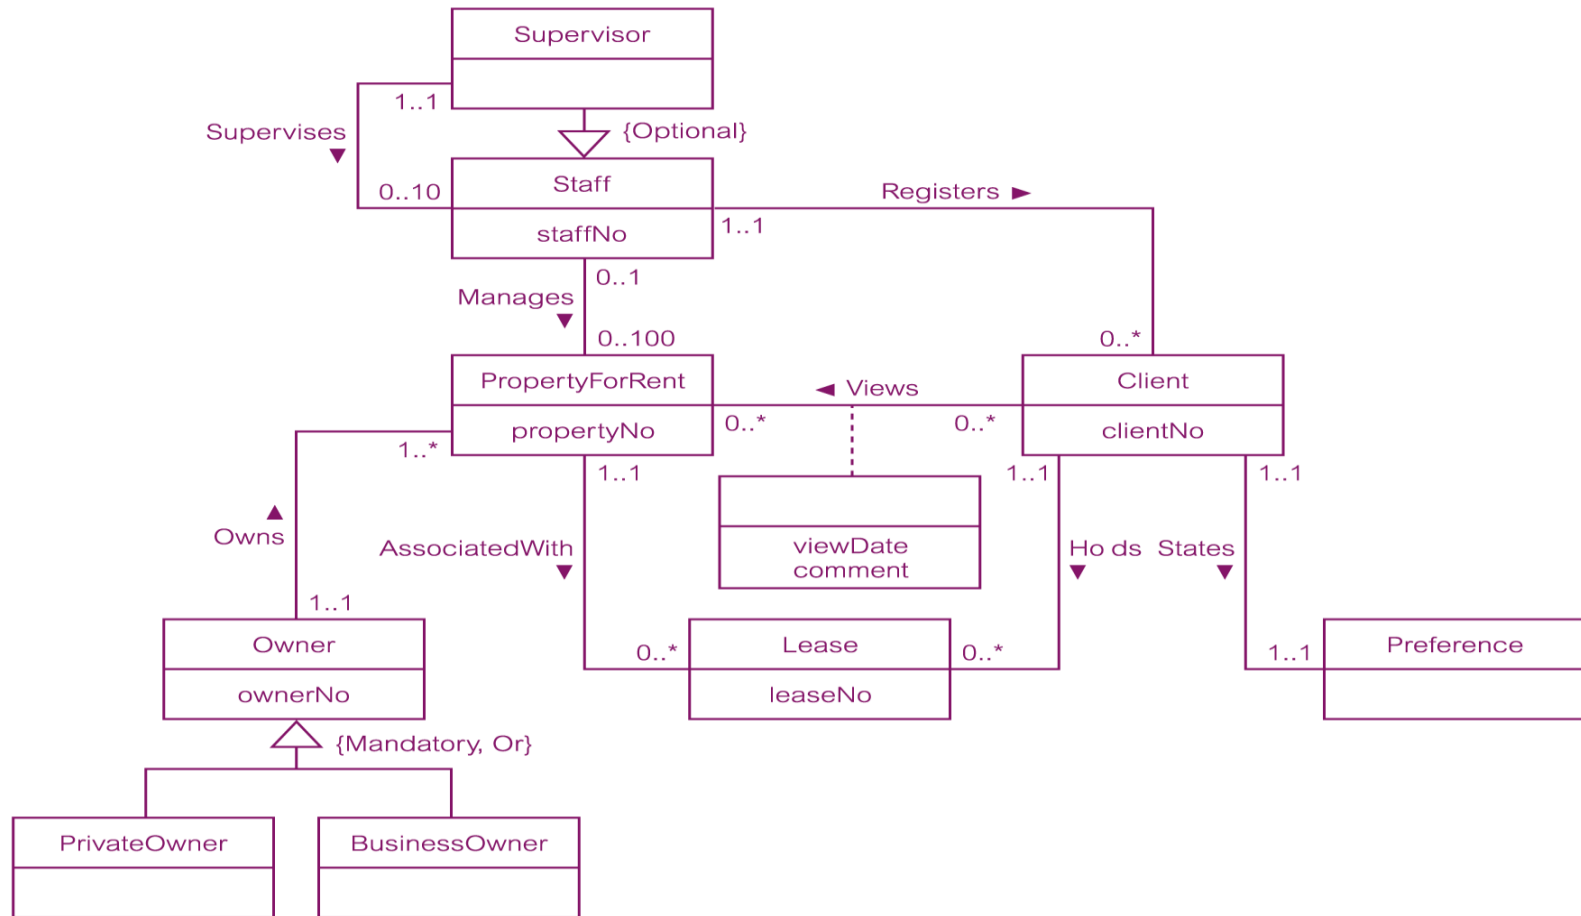 Supervisor
1..1
Supervises
{Optional}
0..10
Staff
Registers
staffNo
1..1
0..1
Manages
0..100
0..*
PropertyForRent
Views
Client
propertyNo
0..*
0..*
clientNo
1..*
1..1
1..1
1..1
Owns
AssociatedWith
viewDate
comment
Ho ds
States
1..1
Owner
0..*
Lease
0..*
1..1
Preference
ownerNo
leaseNo
{Mandatory, Or}
PrivateOwner
BusinessOwner